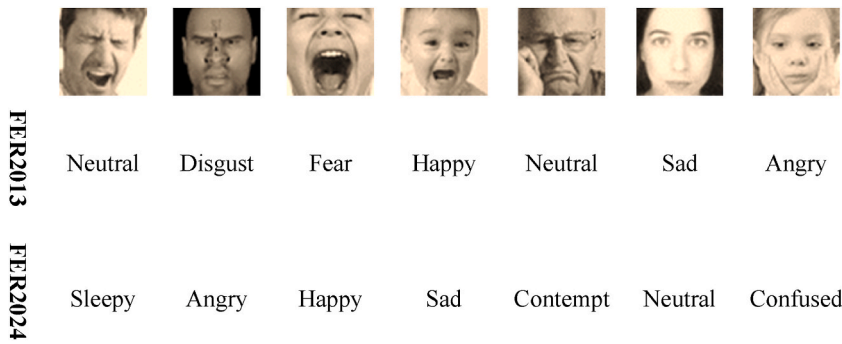 FER2013
Neutral Disgust Fear Happy Neutral Sad Angry
FER2024
Sleepy Angry Happy Sad Contempt Neutral Confused